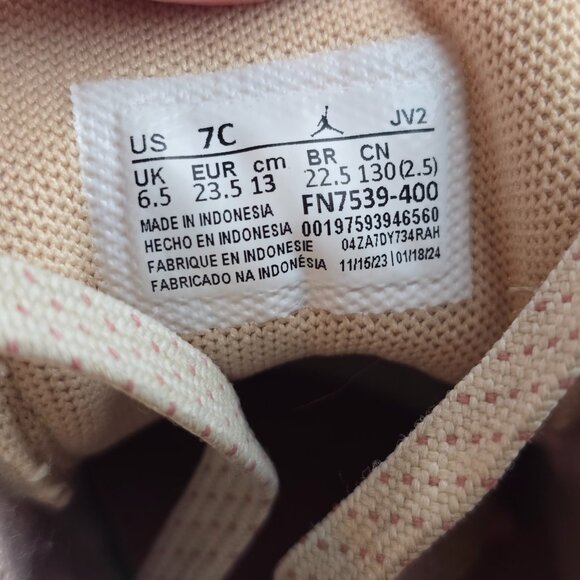 US 7C JV2
UK EUR cm BR CN
6.5 23.5 13 22.5 130(2.5)
MADE IN INDONESIA FN7539-400
HECHO EN INDONESIA 00197593946560
FABRIQUE EN INDONESIE 04ZA7DY734RAH
FABRICADO NA INDONÉSIA 11/15/23 | 01/18/24